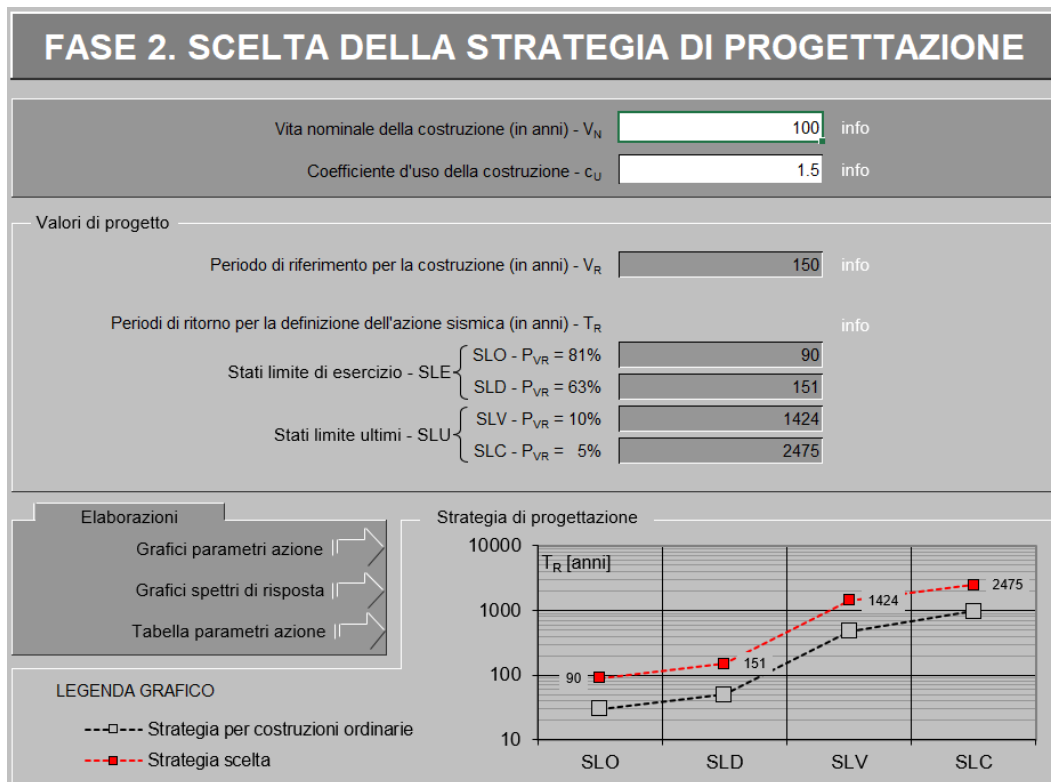 FASE 2. SCELTA DELLA STRATEGIA DI PROGETTAZIONE
Vita nominale della costruzione (in anni) - VN 100 info
Coefficiente d'uso della costruzione - cU 1.5 info
Valori di progetto
Periodo di riferimento per la costruzione (in anni) - VR 150 info
Periodi di ritorno per la definizione dell'azione sismica (in anni) - TR info
Stati limite di esercizio - SLE
SLO - PVR = 81% 90
SLD - PVR = 63% 151
Stati limite ultimi - SLU
SLV - PVR = 10% 1424
SLC - PVR = 5% 2475
Elaborazioni
Grafici parametri azione
Grafici spettri di risposta
Tabella parametri azione
LEGENDA GRAFICO
Strategia per costruzioni ordinarie
Strategia scelta
Strategia di progettazione
TR [anni]
10000
1000
100
10
90
151
1424
2475
SLO SLD SLV SLC